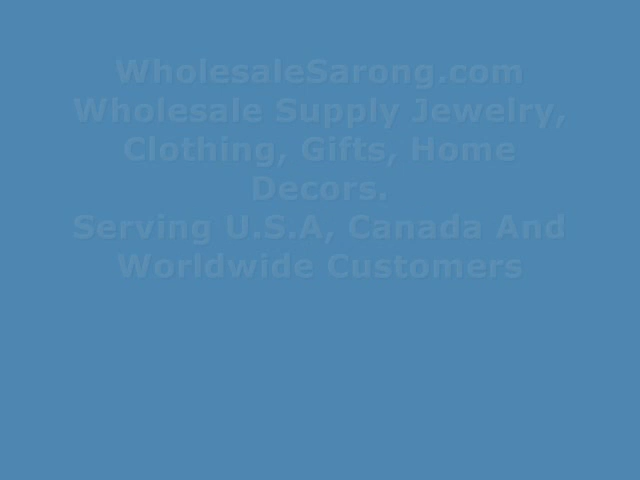 WholesaleSarong.com
Wholesale Supply Jewelry,
Clothing, Gifts, Home
Decors.
Serving U.S.A, Canada And
Worldwide Customers